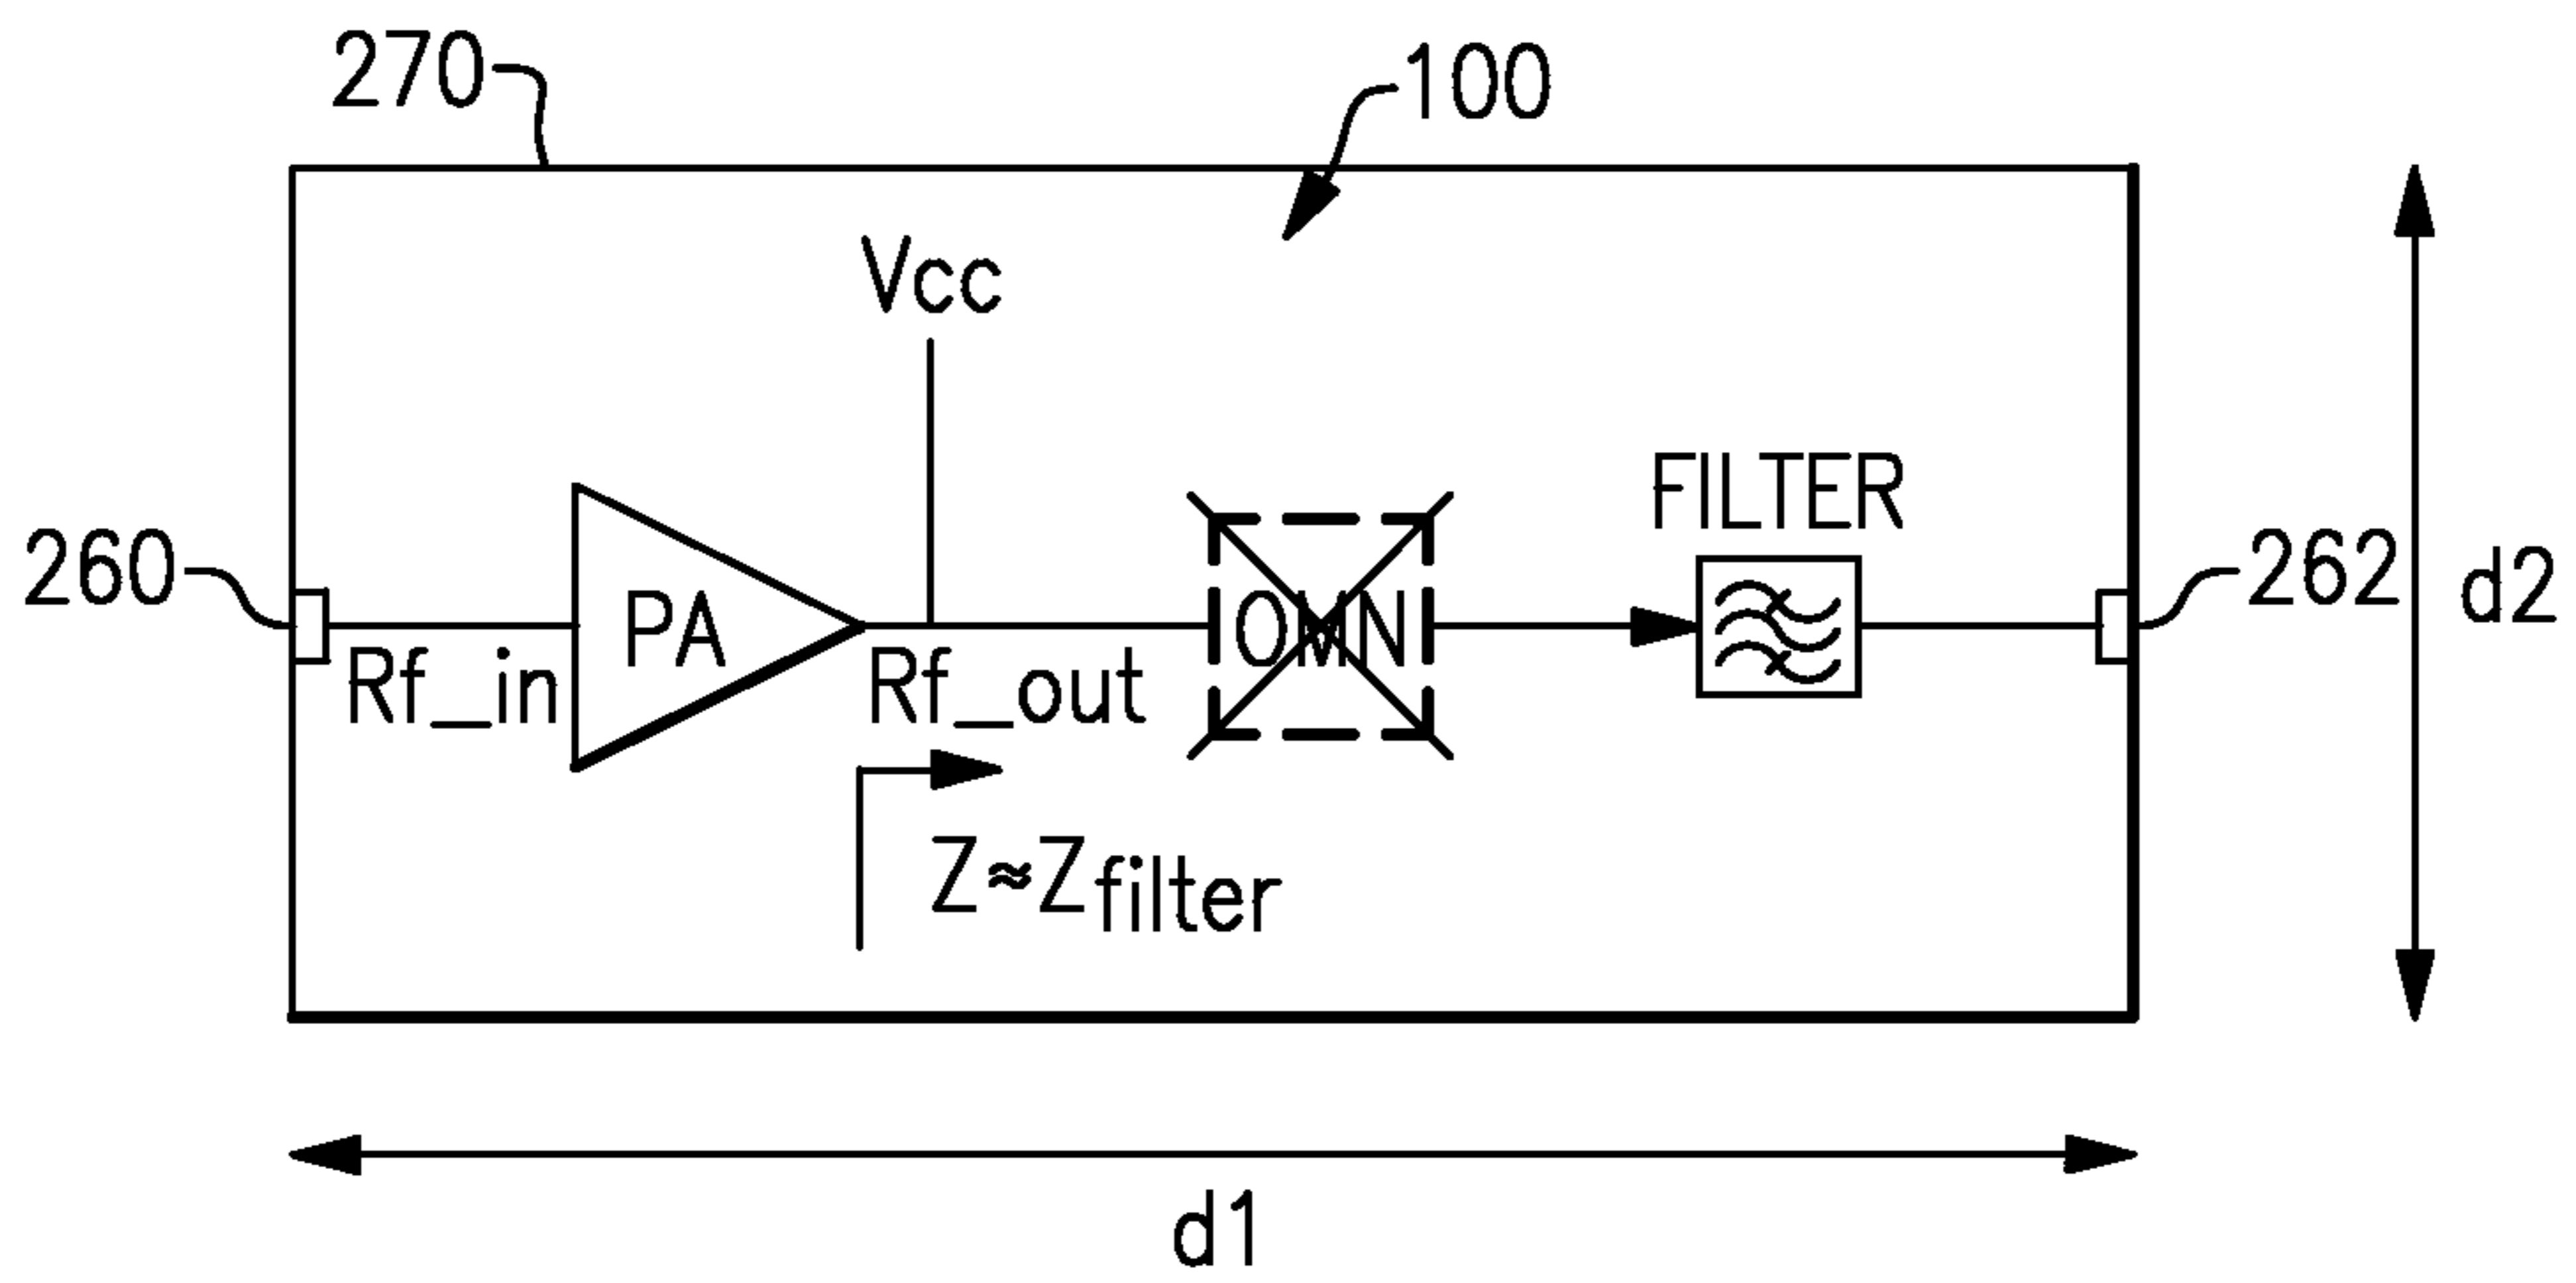 270
100
Vcc
FILTER
260
PA
OMN
262
d2
Rf_in
Rf_out
Z≈Zfilter
d1